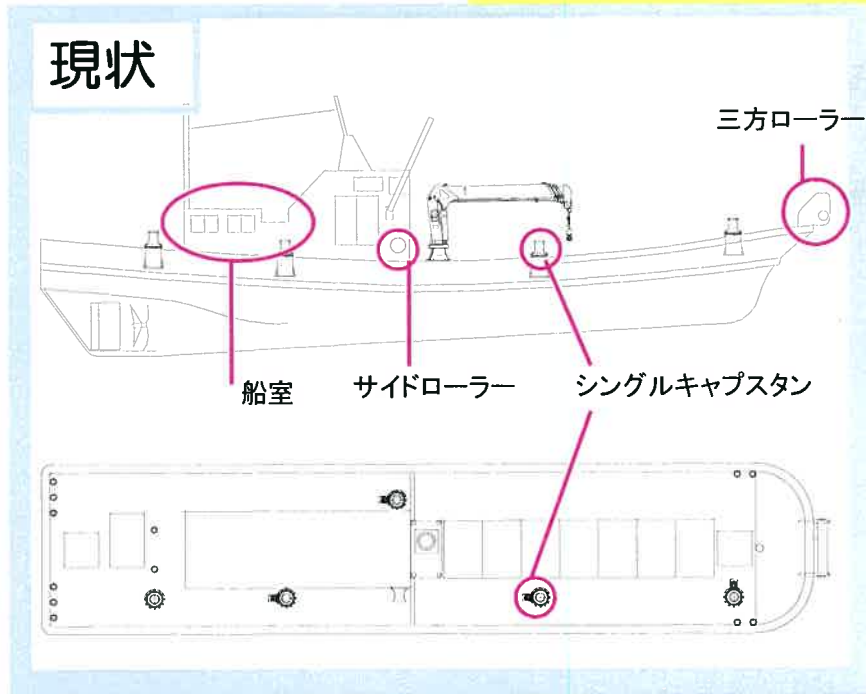 現状
三方ローラー
船室
サイドローラー
シングルキャプスタン